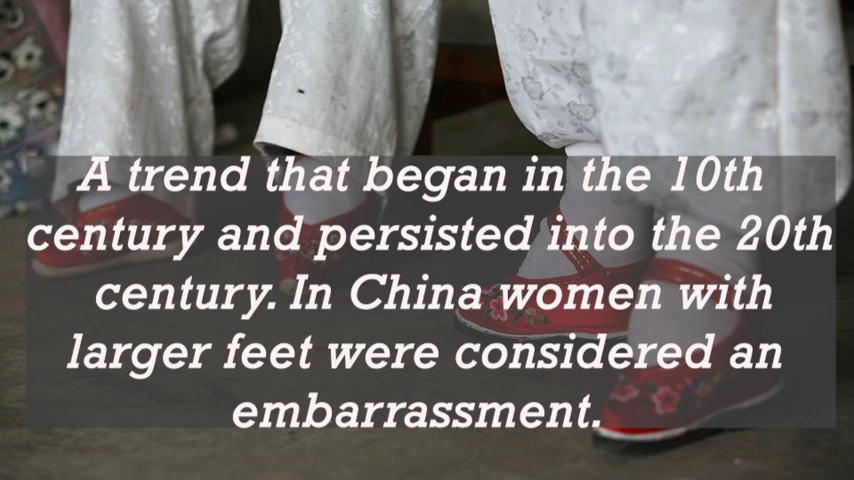 A trend that began in the 10th
century and persisted into the 20th
century. In China women with
larger feet were considered an
embarrassment.